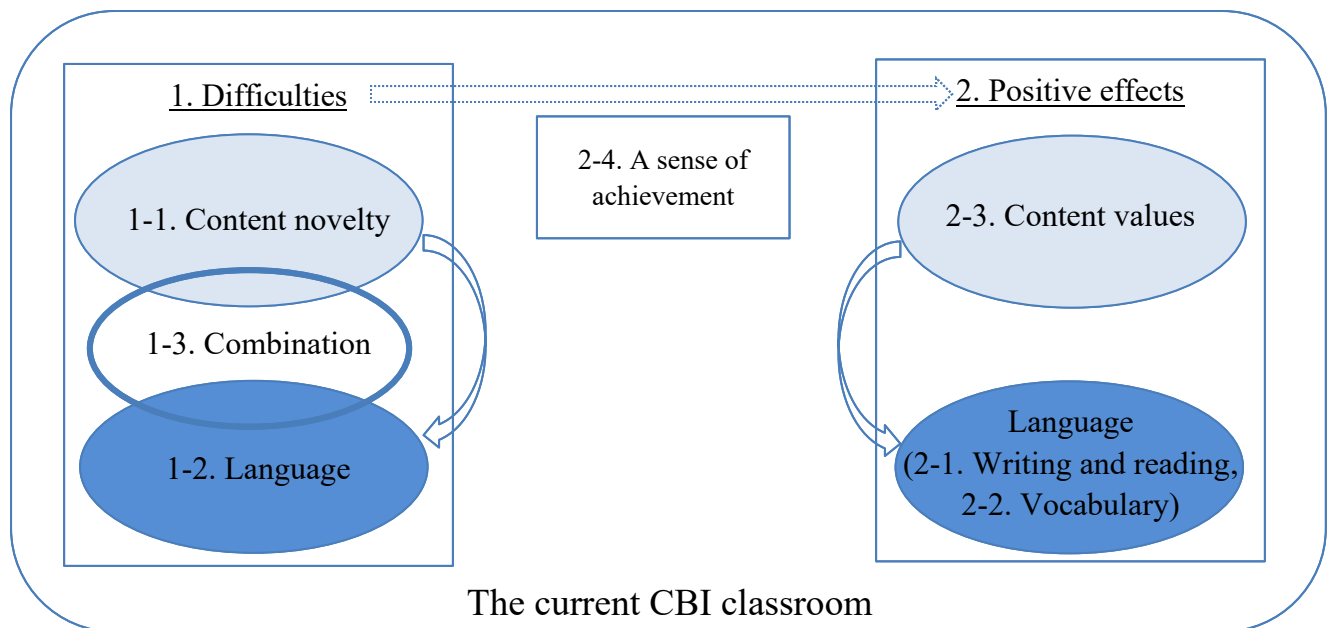 1. Difficulties
1-1. Content novelty
1-3. Combination
1-2. Language
2-4. A sense of
achievement
2. Positive effects
2-3. Content values
Language
(2-1. Writing and reading,
2-2. Vocabulary)
The current CBI classroom